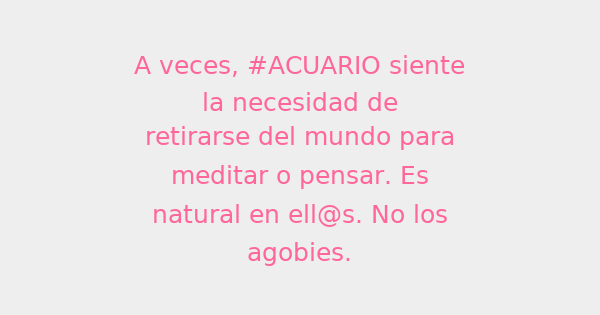 A veces, #ACUARIO siente
la necesidad de
retirarse del mundo para
meditar o pensar. Es
natural en ell@s. No los
agobies.